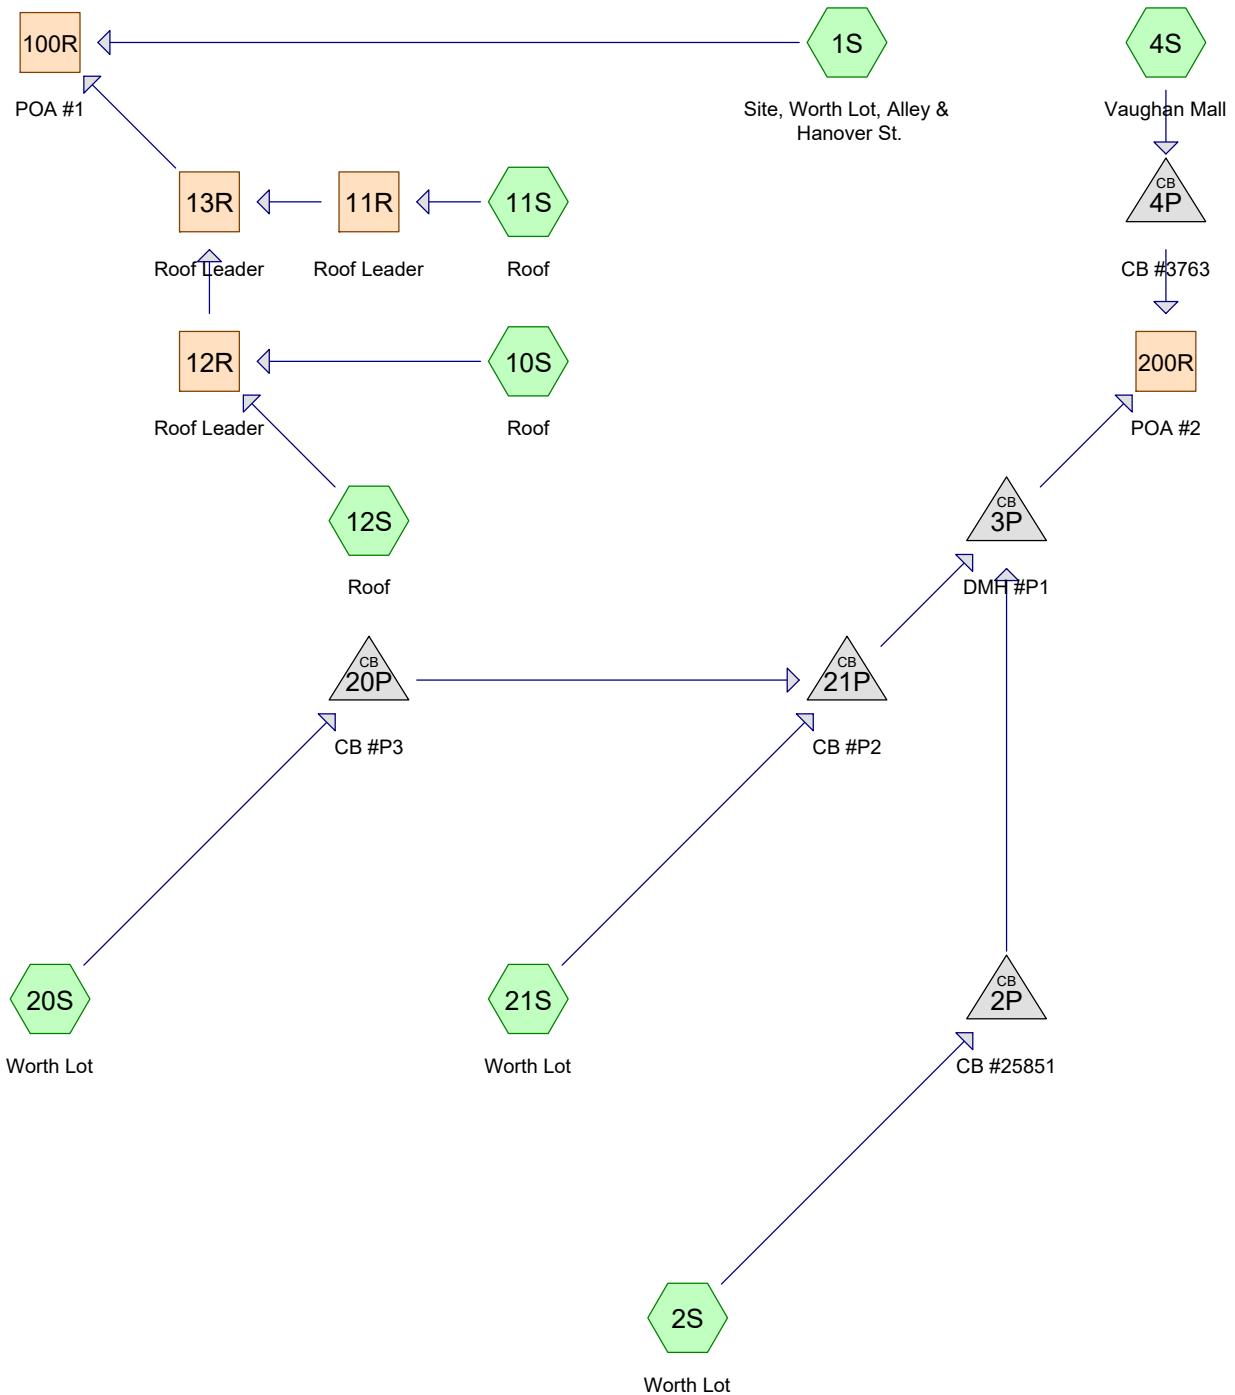 100R
POA #1
1S
Site, Worth Lot, Alley &
Hanover St.
4S
Vaughan Mall
13R
Roof Leader
11R
Roof Leader
11S
Roof
CB
4P
CB #3763
12R
Roof Leader
10S
Roof
200R
POA #2
12S
Roof
CB
3P
DMH #P1
CB
20P
CB #P3
CB
21P
CB #P2
20S
Worth Lot
21S
Worth Lot
CB
2P
CB #25851
2S
Worth Lot